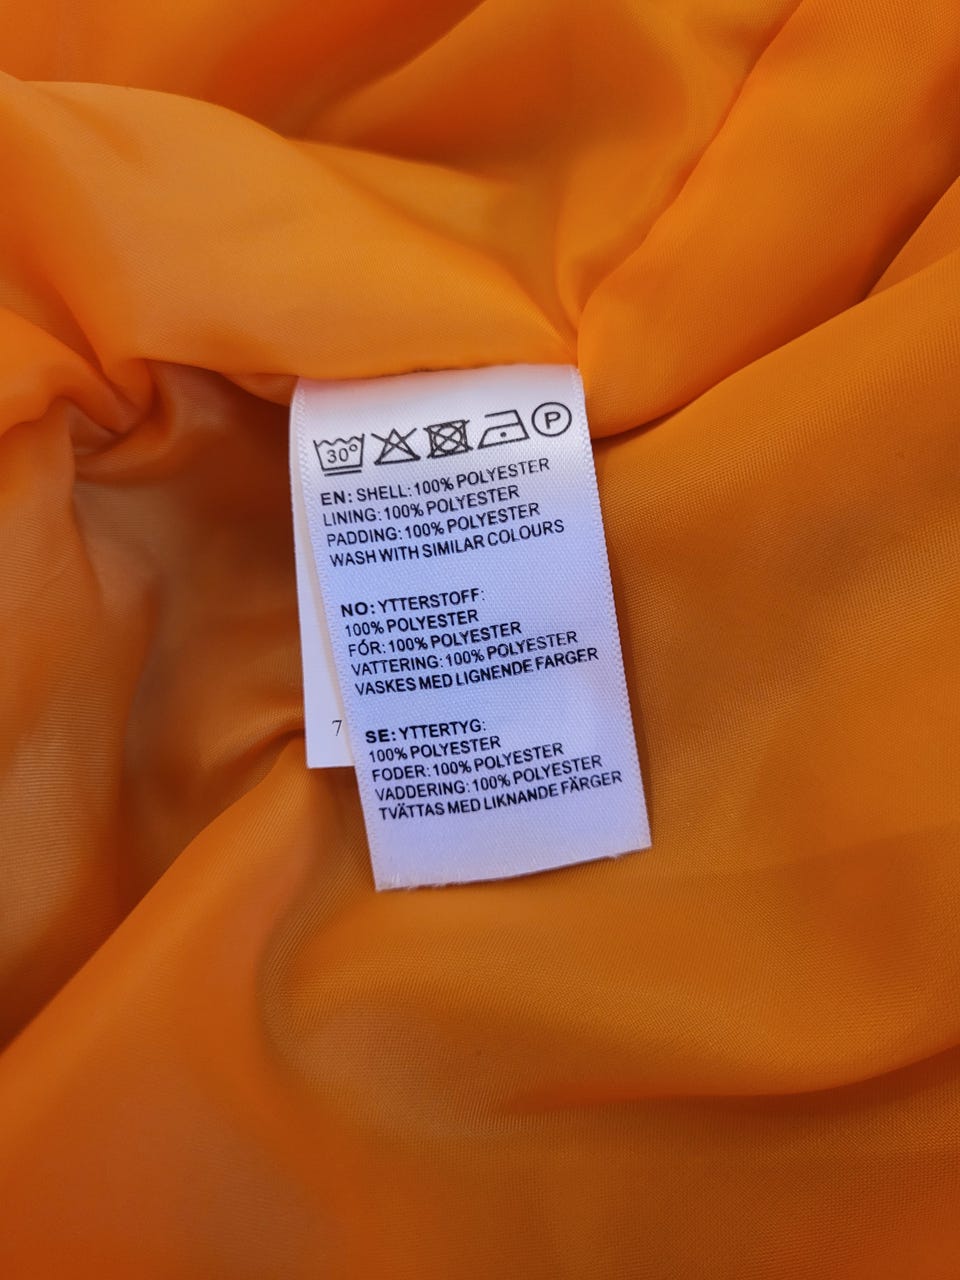 30°
P
EN: SHELL: 100% POLYESTER
LINING: 100% POLYESTER
PADDING: 100% POLYESTER
WASH WITH SIMILAR COLOURS
NO: YTTERSTOFF:
100% POLYESTER
FÓR: 100% POLYESTER
VATTERING: 100% POLYESTER
VASKES MED LIGNENDE FARGER
7
SE: YTTERTYG:
100% POLYESTER
FODER: 100% POLYESTER
VADDERING: 100% POLYESTER
TVÄTTAS MED LIKNANDE FÄRGER